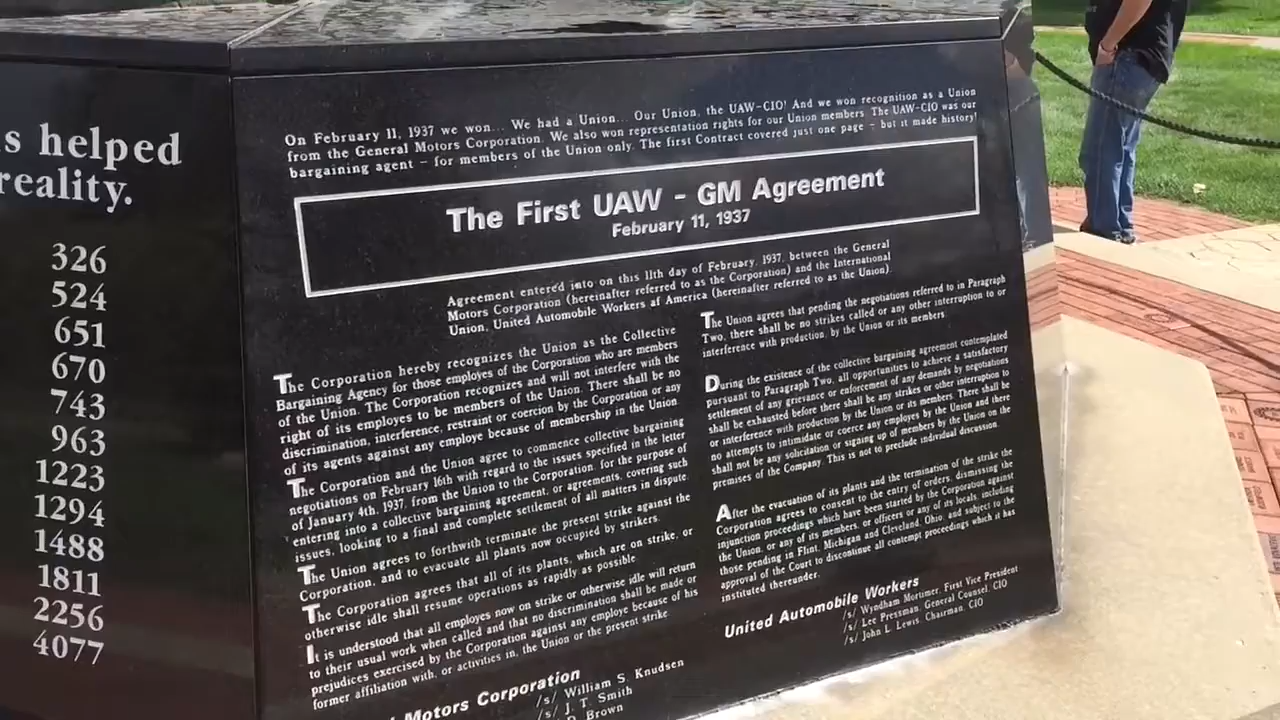 s helped
reality.
326
524
651
670
743
963
1223
1294
1488
1811
2256
4077
On February 11, 1937 we won... We had a Union... Our Union, the UAW-CIO! And we won recognition as a Union
from the General Motors Corporation. We also won representation rights for our Union members. The UAW-CIO was our
bargaining agent - for members of the Union only. The first Contract covered just one page - but it made history!
The First UAW - GM Agreement
February 11, 1937
Agreement entered into on this 11th day of February, 1937, between the General
Motors Corporation (hereinafter referred to as the Corporation) and the International
Union, United Automobile Workers of America (hereinafter referred to as the Union).
The Corporation hereby recognizes the Union as the Collective
Bargaining Agency for those employes of the Corporation who are members
of the Union. The Corporation recognizes and will not interfere with the
right of its employes to be members of the Union. There shall be no
discrimination, interference, restraint or coercion by the Corporation or any
of its agents against any employe because of membership in the Union.
The Corporation and the Union agree to commence collective bargaining
negotiations on February 16th with regard to the issues specified in the letter
of January 4th, 1937, from the Union to the Corporation, for the purpose of
entering into a collective bargaining agreement, or agreements, covering such
issues, looking to a final and complete settlement of all matters in dispute.
The Union agrees to forthwith terminate the present strike against the
Corporation, and to evacuate all plants now occupied by strikers.
The Corporation agrees that all of its plants, which are on strike, or
otherwise idle shall resume operations as rapidly as possible
It is understood that all employes now on strike or otherwise idle will return
to their usual work when called and that no discrimination shall be made or
prejudices exercised by the Corporation against any employe because of his
former affiliation with, or activities in, the Union or the present strike.
Motors Corporation
/s/ William S. Knudsen
/s/ J. T. Smith
Brown
The Union agrees that pending the negotiations referred to in Paragraph
Two, there shall be no strikes called or any other interruption to or
interference with production, by the Union or its members.
During the existence of the collective bargaining agreement contemplated
pursuant to Paragraph Two, all opportunities to achieve a satisfactory
settlement of any grievance or enforcement of any demands by negotiations
shall be exhausted before there shall be any strikes or other interruption to
or interference with production by the Union or its members. There shall be
no attempts to intimidate or coerce any employes by the Union and there
shall not be any solicitation or signing up of members by the Union on the
premises of the Company. This is not to preclude individual discussion.
After the evacuation of its plants and the termination of the strike the
Corporation agrees to consent to the entry of orders, dismissing the
injunction proceedings which have been started by the Corporation against
the Union, or any of its members, or officers or any of its locals, including
those pending in Flint, Michigan and Cleveland, Ohio, and subject to the
approval of the Court to discontinue all contempt proceedings which it has
instituted thereunder.
United Automobile Workers
/s/ Wyndham Mortimer, First Vice President
/s/ Lee Pressman, General Counsel, CIO
/s/ John L. Lewis, Chairman, CIO